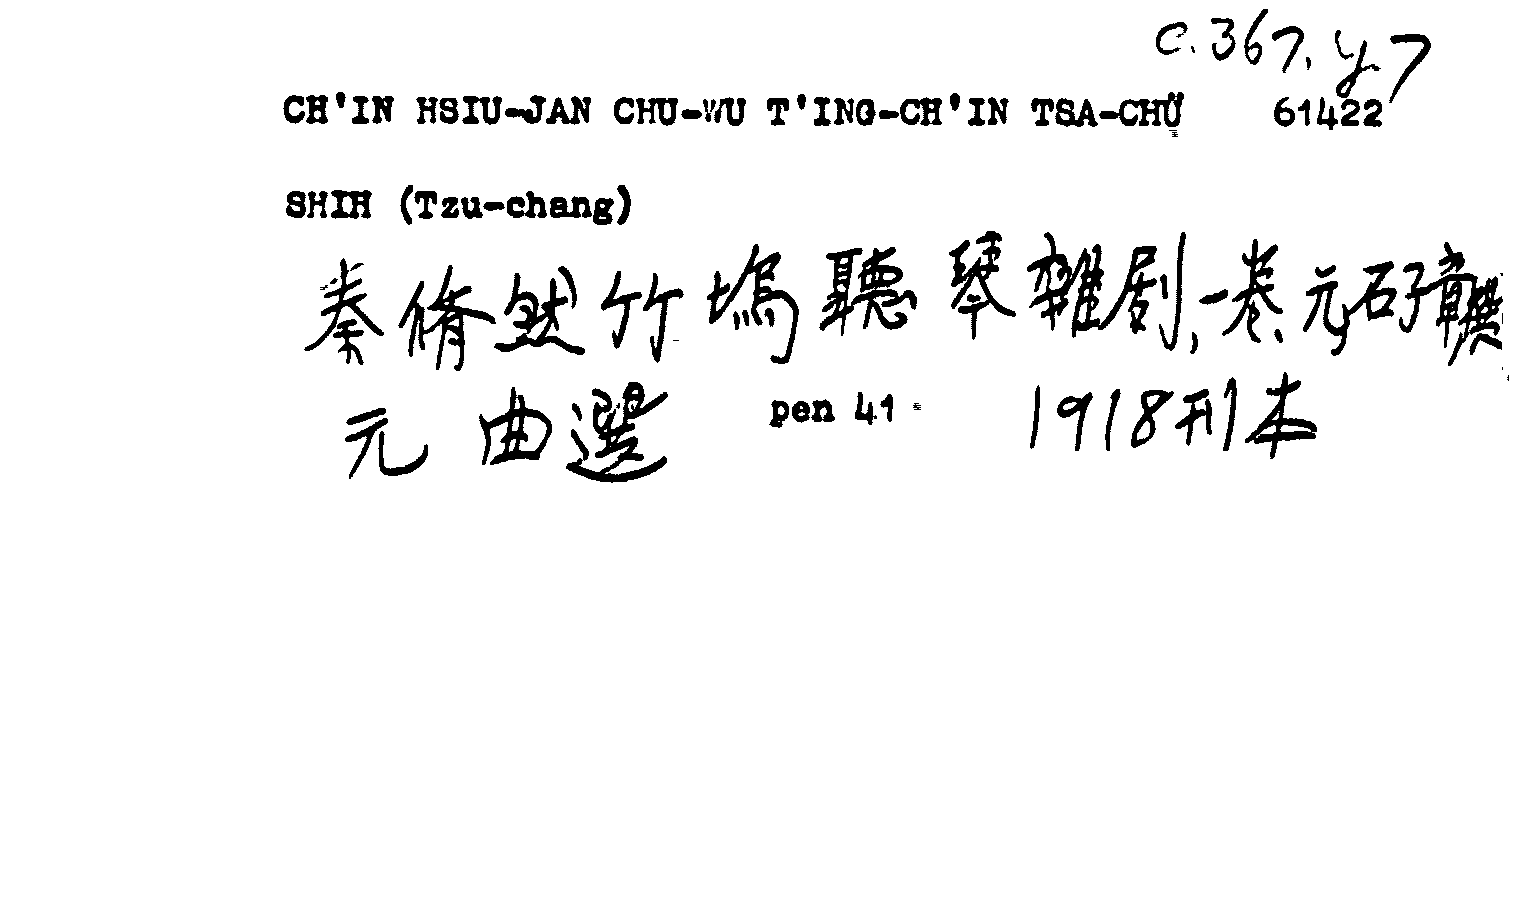 C.367.y.7
CH'IN HSIU-JAN CHU-WU T'ING-CH'IN TSA-CHÜ 61422
SHIH (Tzu-chang)
秦脩然竹塢聽琴雜剧,一卷.元石子章撰
元曲選 pen 41 1918刊本